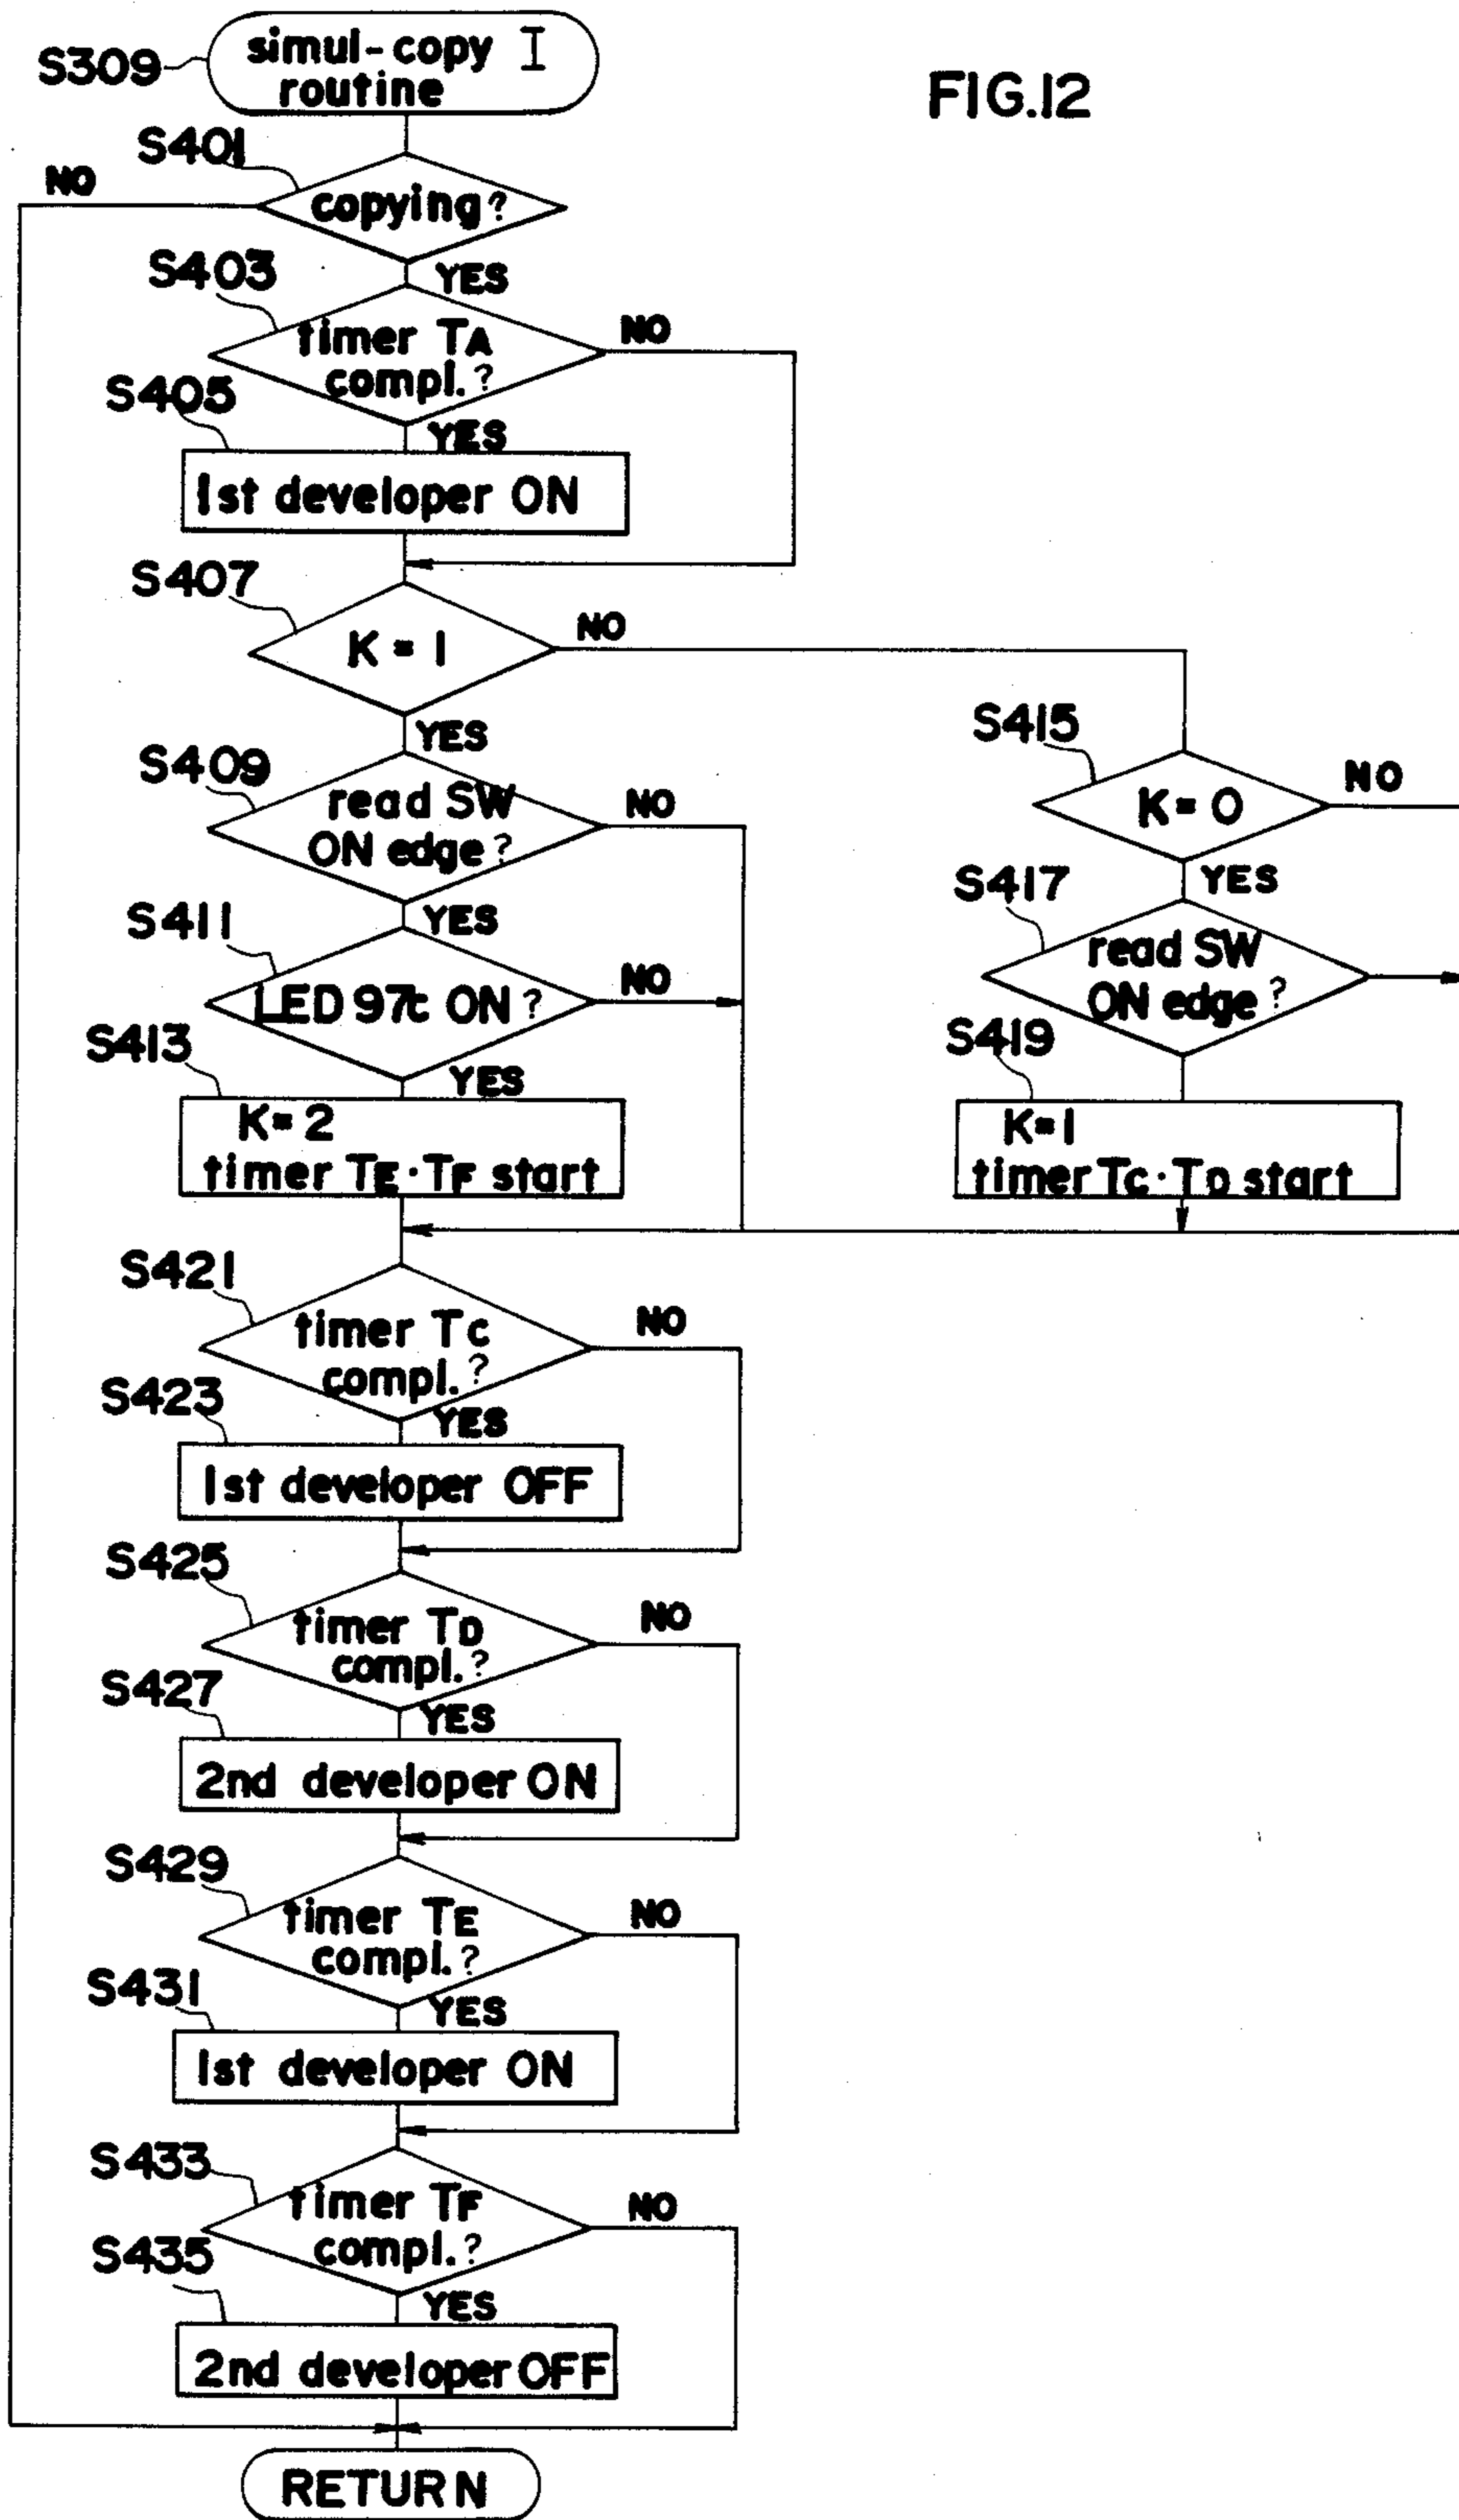 S309
simul-copy I
routine
FIG.12
S401
NO
copying?
YES
S403
timer TA
compl.?
NO
S405
YES
1st developer ON
S407
K=1
NO
YES
S409
read SW
ON edge?
NO
S411
YES
LED 97c ON?
NO
S413
YES
K=2
timer TE·TF start
S415
K=0
NO
YES
S417
read SW
ON edge?
S419
K=1
timer TC·TD start
S421
timer TC
compl.?
NO
S423
YES
1st developer OFF
S425
timer TD
compl.?
NO
S427
YES
2nd developer ON
S429
timer TE
compl.?
NO
S431
YES
1st developer ON
S433
timer TF
compl.?
NO
S435
YES
2nd developer OFF
RETURN